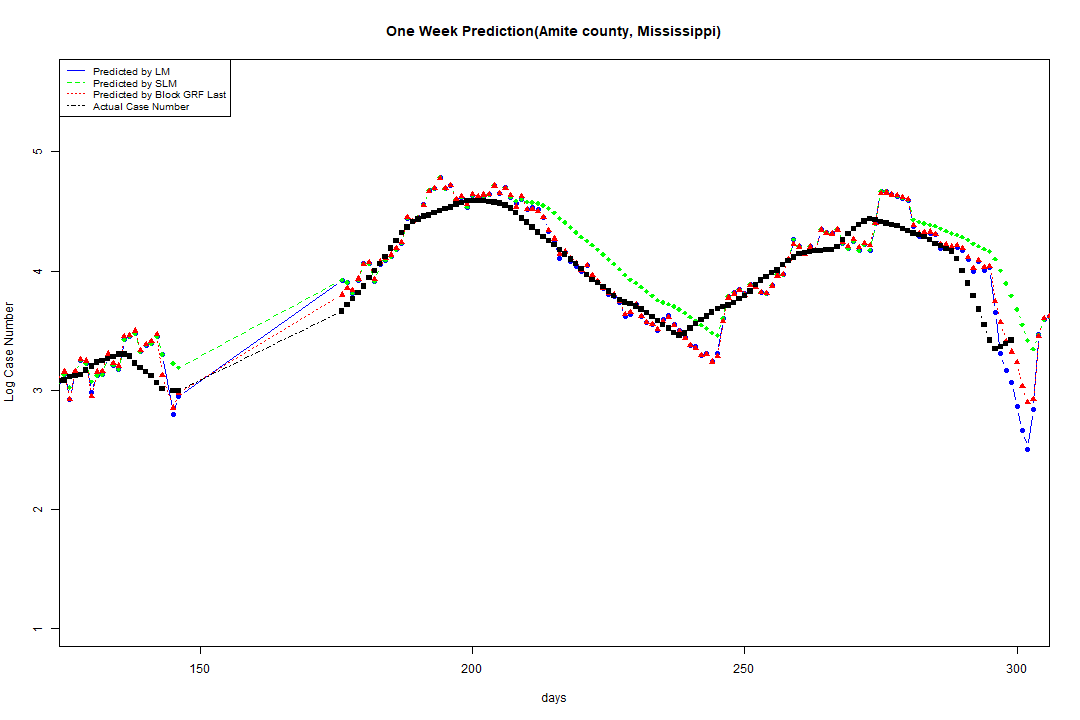 One Week Prediction(Amite county, Mississippi)
Predicted by LM
Predicted by SLM
Predicted by Block GRF Last
Actual Case Number
5
4
3
2
1
Log Case Number
150
200
250
300
days